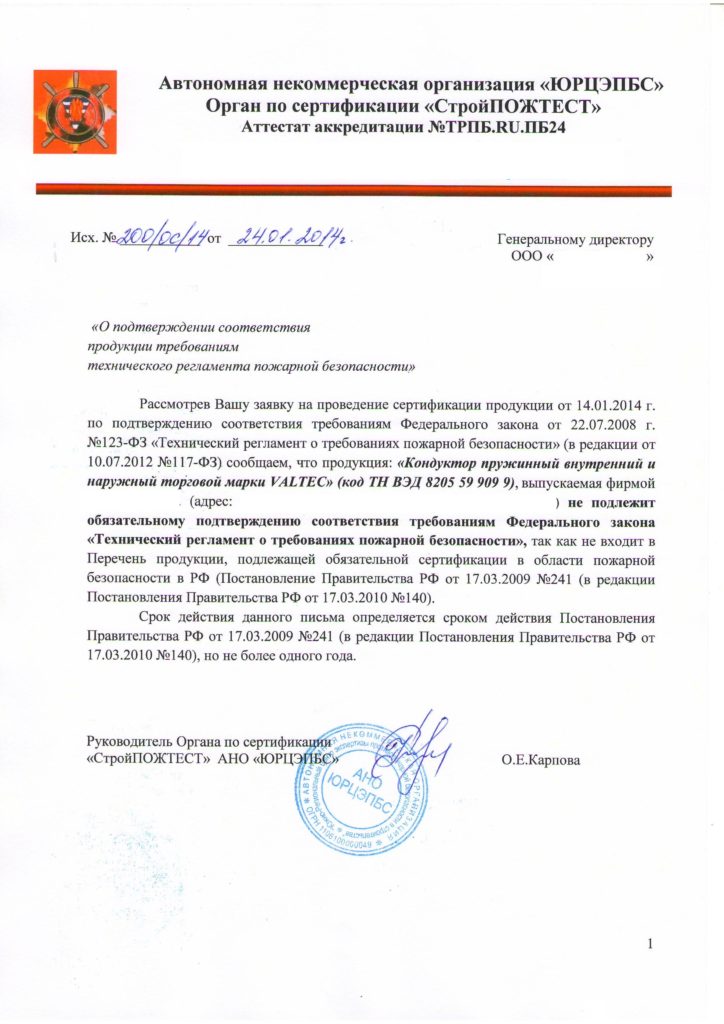 Автономная некоммерческая организация «ЮРЦЭПБС»
Орган по сертификации «СтройПОЖТЕСТ»
Аттестат аккредитации №ТРПБ.RU.ПБ24
Исх. №200/ос/14 от 24.01.2014г.
Генеральному директору
ООО « »
«О подтверждении соответствия
продукции требованиям
технического регламента пожарной безопасности»
Рассмотрев Вашу заявку на проведение сертификации продукции от 14.01.2014 г.
по подтверждению соответствия требованиям Федерального закона от 22.07.2008 г.
№123-ФЗ «Технический регламент о требованиях пожарной безопасности» (в редакции от
10.07.2012 №117-ФЗ) сообщаем, что продукция: «Кондуктор пружинный внутренний и
наружный торговой марки VALTEC» (код ТН ВЭД 8205 59 909 9), выпускаемая фирмой
. (адрес: ) не подлежит
обязательному подтверждению соответствия требованиям Федерального закона
«Технический регламент о требованиях пожарной безопасности», так как не входит в
Перечень продукции, подлежащей обязательной сертификации в области пожарной
безопасности в РФ (Постановление Правительства РФ от 17.03.2009 №241 (в редакции
Постановления Правительства РФ от 17.03.2010 №140).
Срок действия данного письма определяется сроком действия Постановления
Правительства РФ от 17.03.2009 №241 (в редакции Постановления Правительства РФ от
17.03.2010 №140), но не более одного года.
Руководитель Органа по сертификации
«СтройПОЖТЕСТ» АНО «ЮРЦЭПБС»
О.Е.Карпова
АНО
ЮРЦЭПБС
1